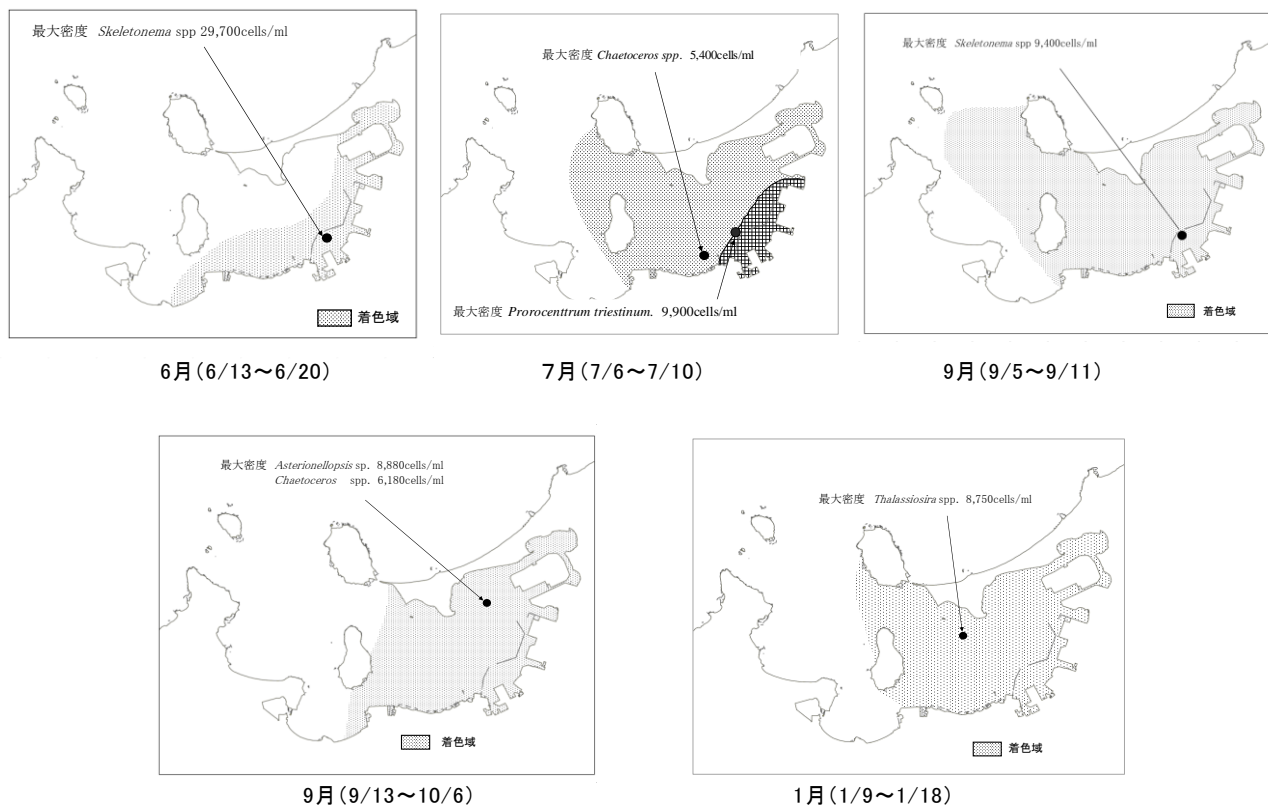 最大密度 Skeletonema spp 29,700cells/ml
着色域
6月(6/13～6/20)
最大密度 Chaetoceros spp. 5,400cells/ml
最大密度 Prorocenttrum triestinum. 9,900cells/ml
7月(7/6～7/10)
最大密度 Skeletonema spp 9,400cells/ml
着色域
9月(9/5～9/11)
最大密度 Asterionellopsis sp. 8,880cells/ml
Chaetoceros spp. 6,180cells/ml
着色域
9月(9/13～10/6)
最大密度 Thalassiosira spp. 8,750cells/ml
着色域
1月(1/9～1/18)